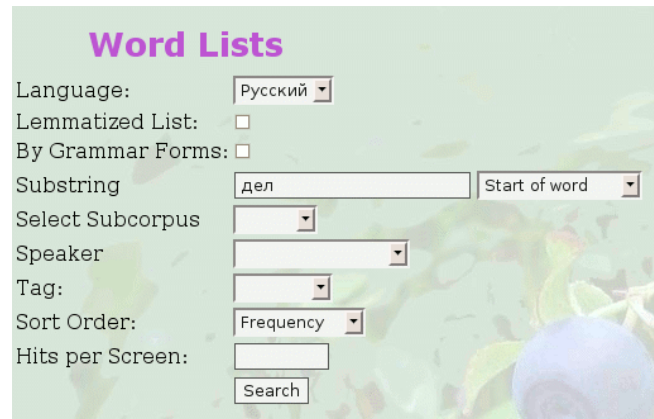 Word Lists
Language: Русский
Lemmatized List:
By Grammar Forms:
Substring дел Start of word
Select Subcorpus
Speaker
Tag:
Sort Order: Frequency
Hits per Screen:
Search